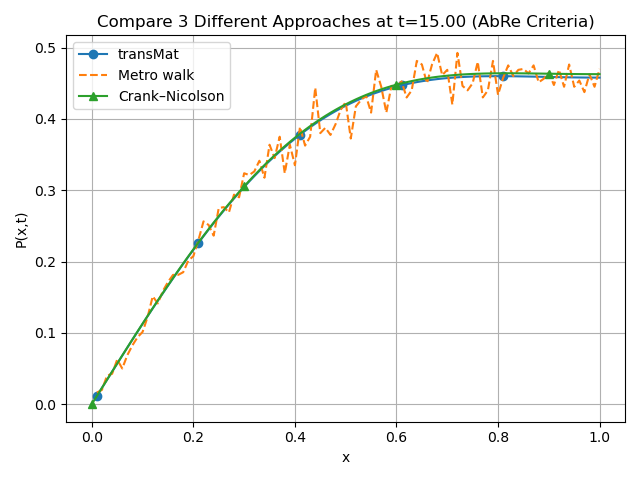 Compare 3 Different Approaches at t=15.00 (AbRe Criteria)
transMat
Metro walk
Crank–Nicolson
P(x,t)
0.5
0.4
0.3
0.2
0.1
0.0
0.0 0.2 0.4 0.6 0.8 1.0
x